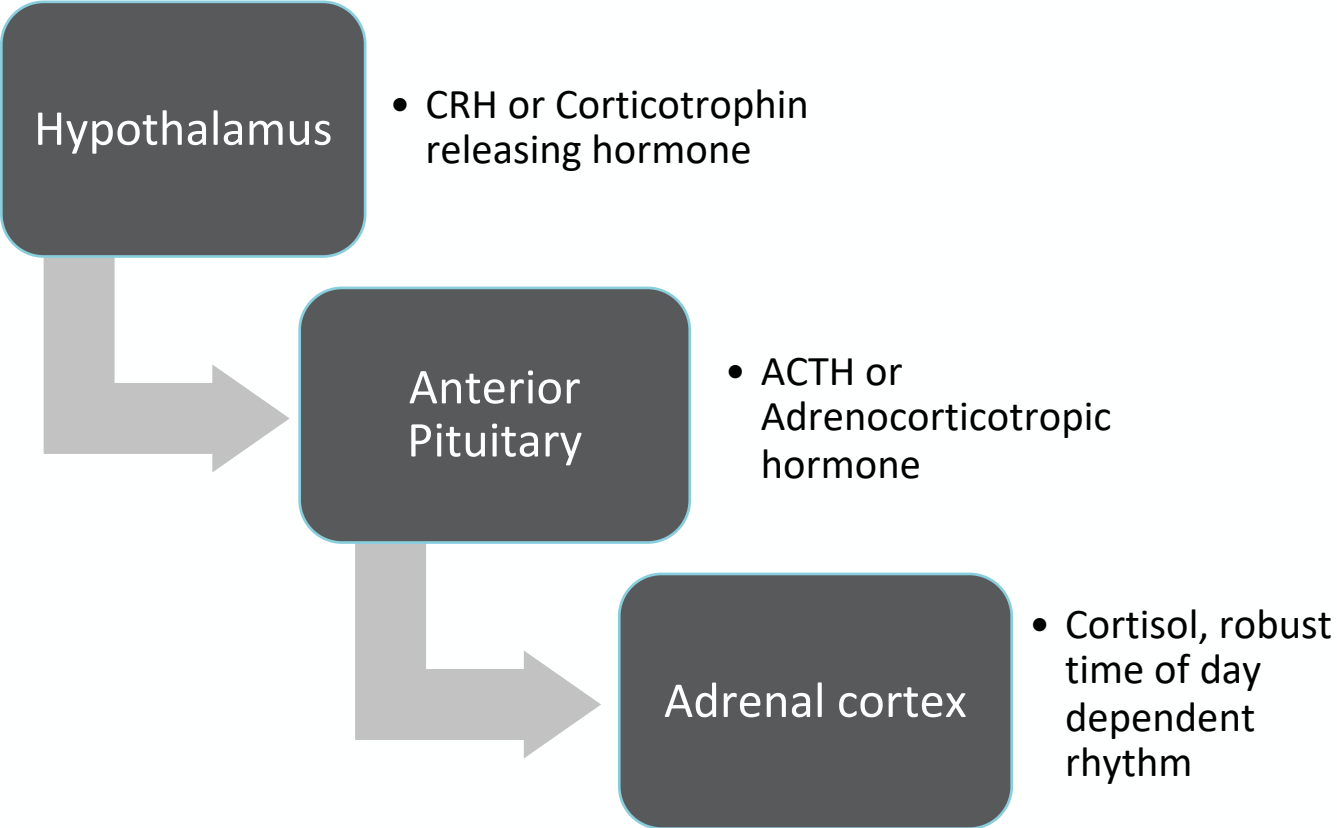 Hypothalamus
• CRH or Corticotrophin
releasing hormone
Anterior
Pituitary
• ACTH or
Adrenocorticotropic
hormone
Adrenal cortex
• Cortisol, robust
time of day
dependent
rhythm